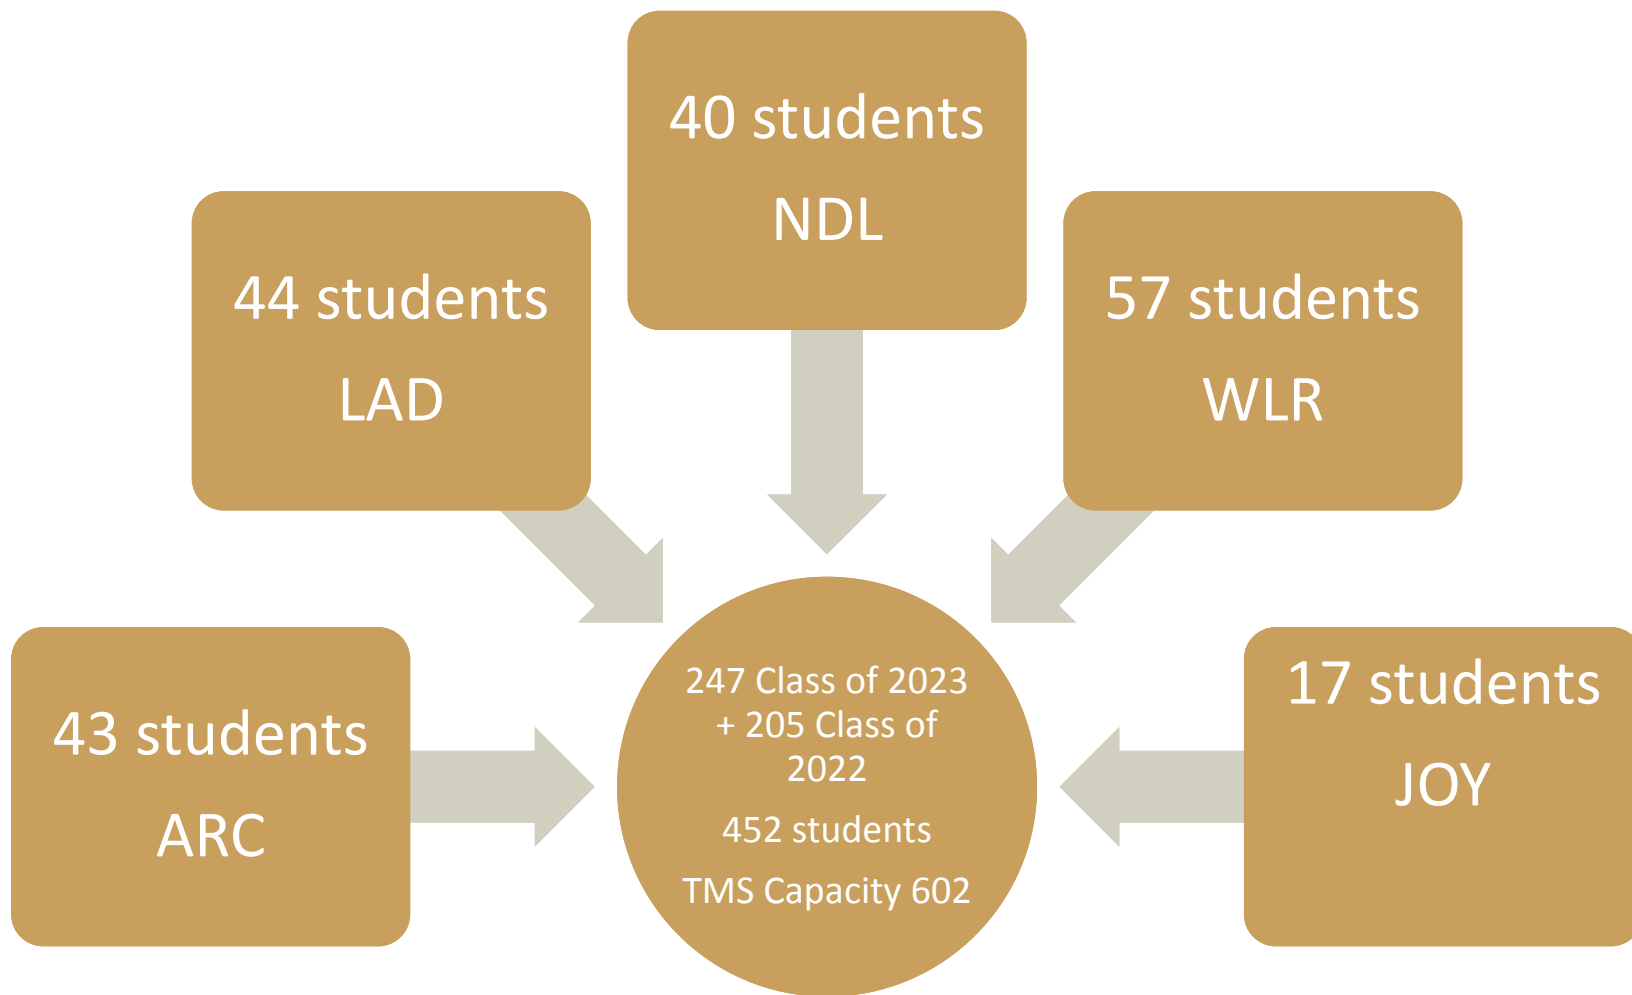 40 students
NDL
44 students
LAD
57 students
WLR
43 students
ARC
17 students
JOY
247 Class of 2023
+ 205 Class of
2022
452 students
TMS Capacity 602